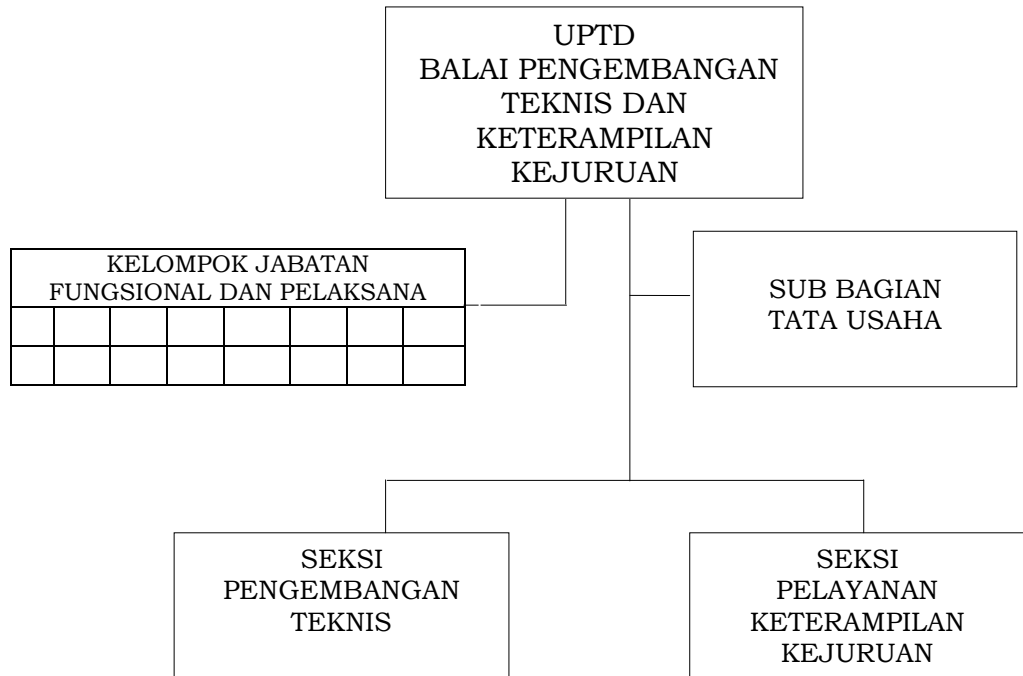 UPTD
BALAI PENGEMBANGAN
TEKNIS DAN
KETERAMPILAN
KEJURUAN
KELOMPOK JABATAN
FUNGSIONAL DAN PELAKSANA
SUB BAGIAN
TATA USAHA
SEKSI
PENGEMBANGAN
TEKNIS
SEKSI
PELAYANAN
KETERAMPILAN
KEJURUAN